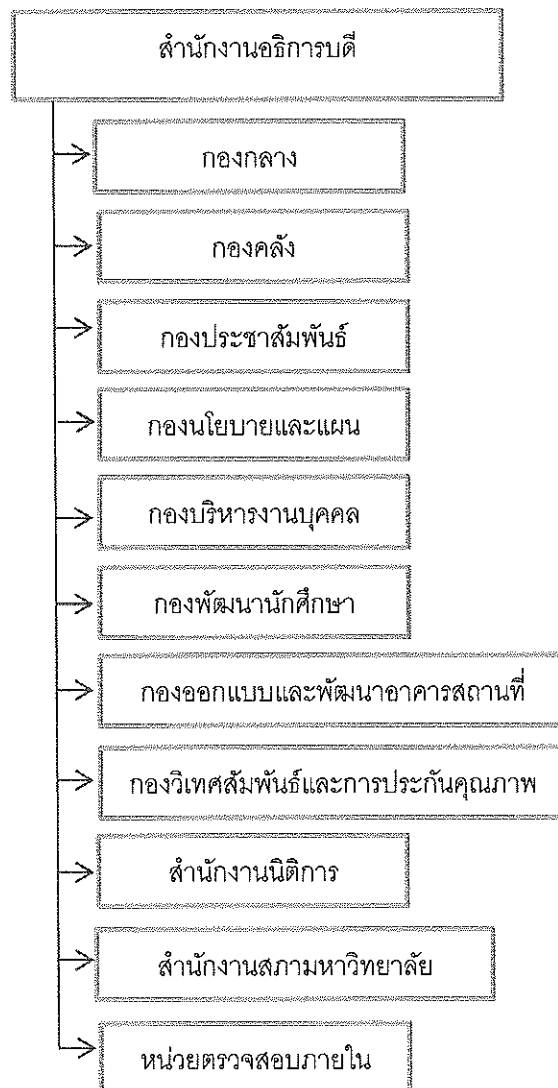 สำนักงานอธิการบดี
กองกลาง
กองคลัง
กองประชาสัมพันธ์
กองนโยบายและแผน
กองบริหารงานบุคคล
กองพัฒนานักศึกษา
กองออกแบบและพัฒนาอาคารสถานที่
กองวิเทศสัมพันธ์และการประกันคุณภาพ
สำนักงานนิติการ
สำนักงานสภามหาวิทยาลัย
หน่วยตรวจสอบภายใน